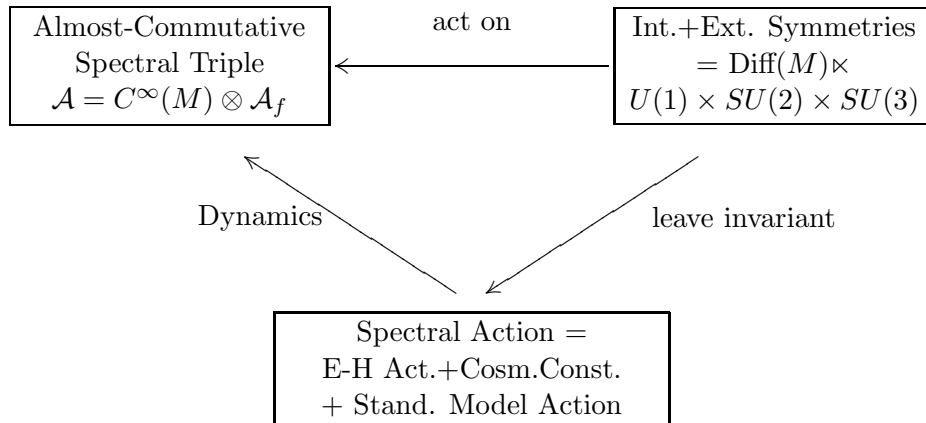 Almost-Commutative
Spectral Triple
𝒜 = C^∞(M) ⊗ 𝒜_f
act on
Int.+Ext. Symmetries
= Diff(M)⋉
U(1) × SU(2) × SU(3)
Dynamics
leave invariant
Spectral Action =
E-H Act.+Cosm.Const.
+ Stand. Model Action